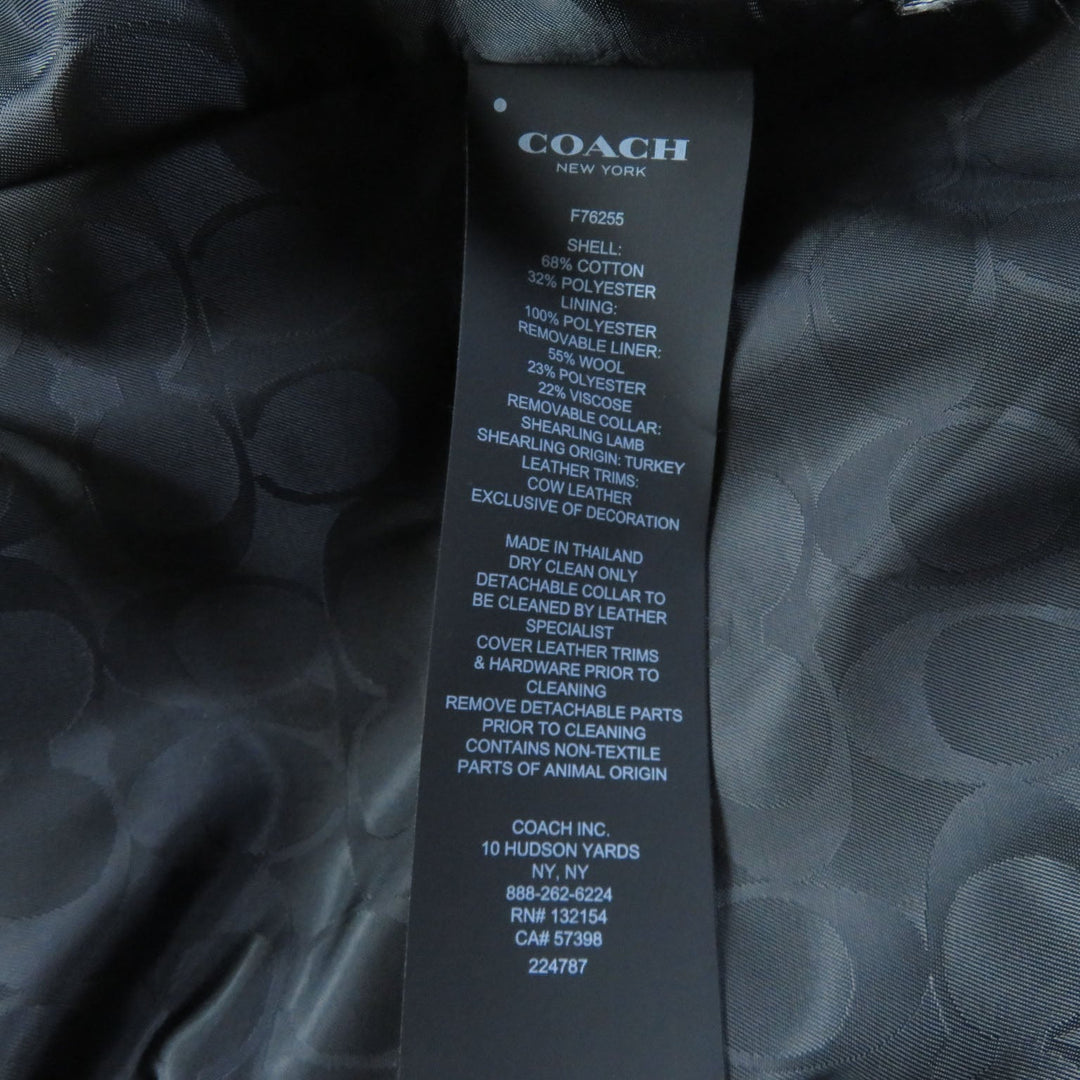 COACH
NEW YORK
F76255
SHELL:
68% COTTON
32% POLYESTER
LINING:
100% POLYESTER
REMOVABLE LINER:
55% WOOL
23% POLYESTER
22% VISCOSE
REMOVABLE COLLAR:
SHEARLING LAMB
SHEARLING ORIGIN: TURKEY
LEATHER TRIMS:
COW LEATHER
EXCLUSIVE OF DECORATION
MADE IN THAILAND
DRY CLEAN ONLY
DETACHABLE COLLAR TO
BE CLEANED BY LEATHER
SPECIALIST
COVER LEATHER TRIMS
& HARDWARE PRIOR TO
CLEANING
REMOVE DETACHABLE PARTS
PRIOR TO CLEANING
CONTAINS NON-TEXTILE
PARTS OF ANIMAL ORIGIN
COACH INC.
10 HUDSON YARDS
NY, NY
888-262-6224
RN# 132154
CA# 57398
224787